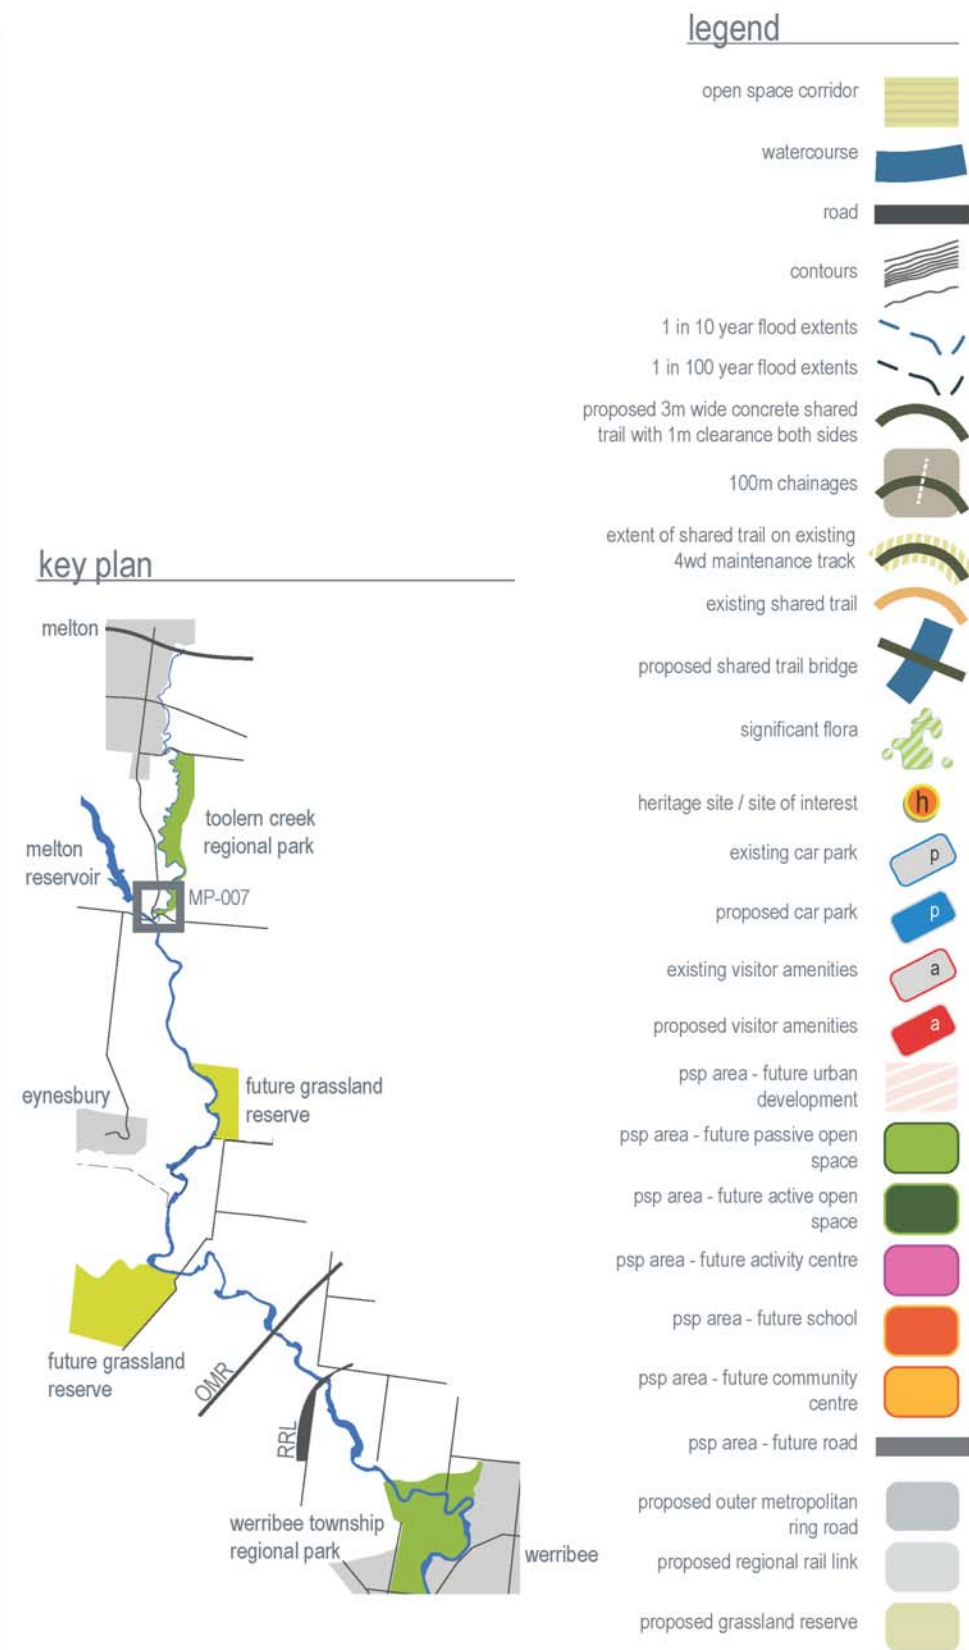 legend
open space corridor
watercourse
road
contours
1 in 10 year flood extents
1 in 100 year flood extents
proposed 3m wide concrete shared
trail with 1m clearance both sides
100m chainages
extent of shared trail on existing
4wd maintenance track
existing shared trail
proposed shared trail bridge
significant flora
heritage site / site of interest
h
existing car park
p
proposed car park
p
existing visitor amenities
a
proposed visitor amenities
a
psp area - future urban
development
psp area - future passive open
space
psp area - future active open
space
psp area - future activity centre
psp area - future school
psp area - future community
centre
psp area - future road
proposed outer metropolitan
ring road
proposed regional rail link
proposed grassland reserve
key plan
melton
toolern creek
regional park
melton
reservoir
MP-007
eynesbury
future grassland
reserve
future grassland
reserve
OMR
RRL
werribee township
regional park
werribee